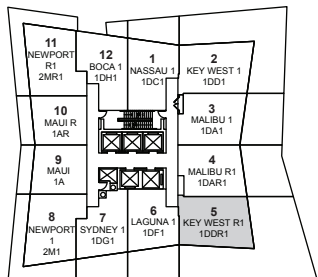 11
NEWPORT
R1
2MR1
12
BOCA 1
1DH1
1
NASSAU 1
1DC1
2
KEY WEST 1
1DD1
10
MAUI R
1AR
3
MALIBU 1
1DA1
9
MAUI
1A
4
MALIBU R1
1DAR1
8
NEWPORT
1
2M1
7
SYDNEY 1
1DG1
6
LAGUNA 1
1DF1
5
KEY WEST R1
1DDR1